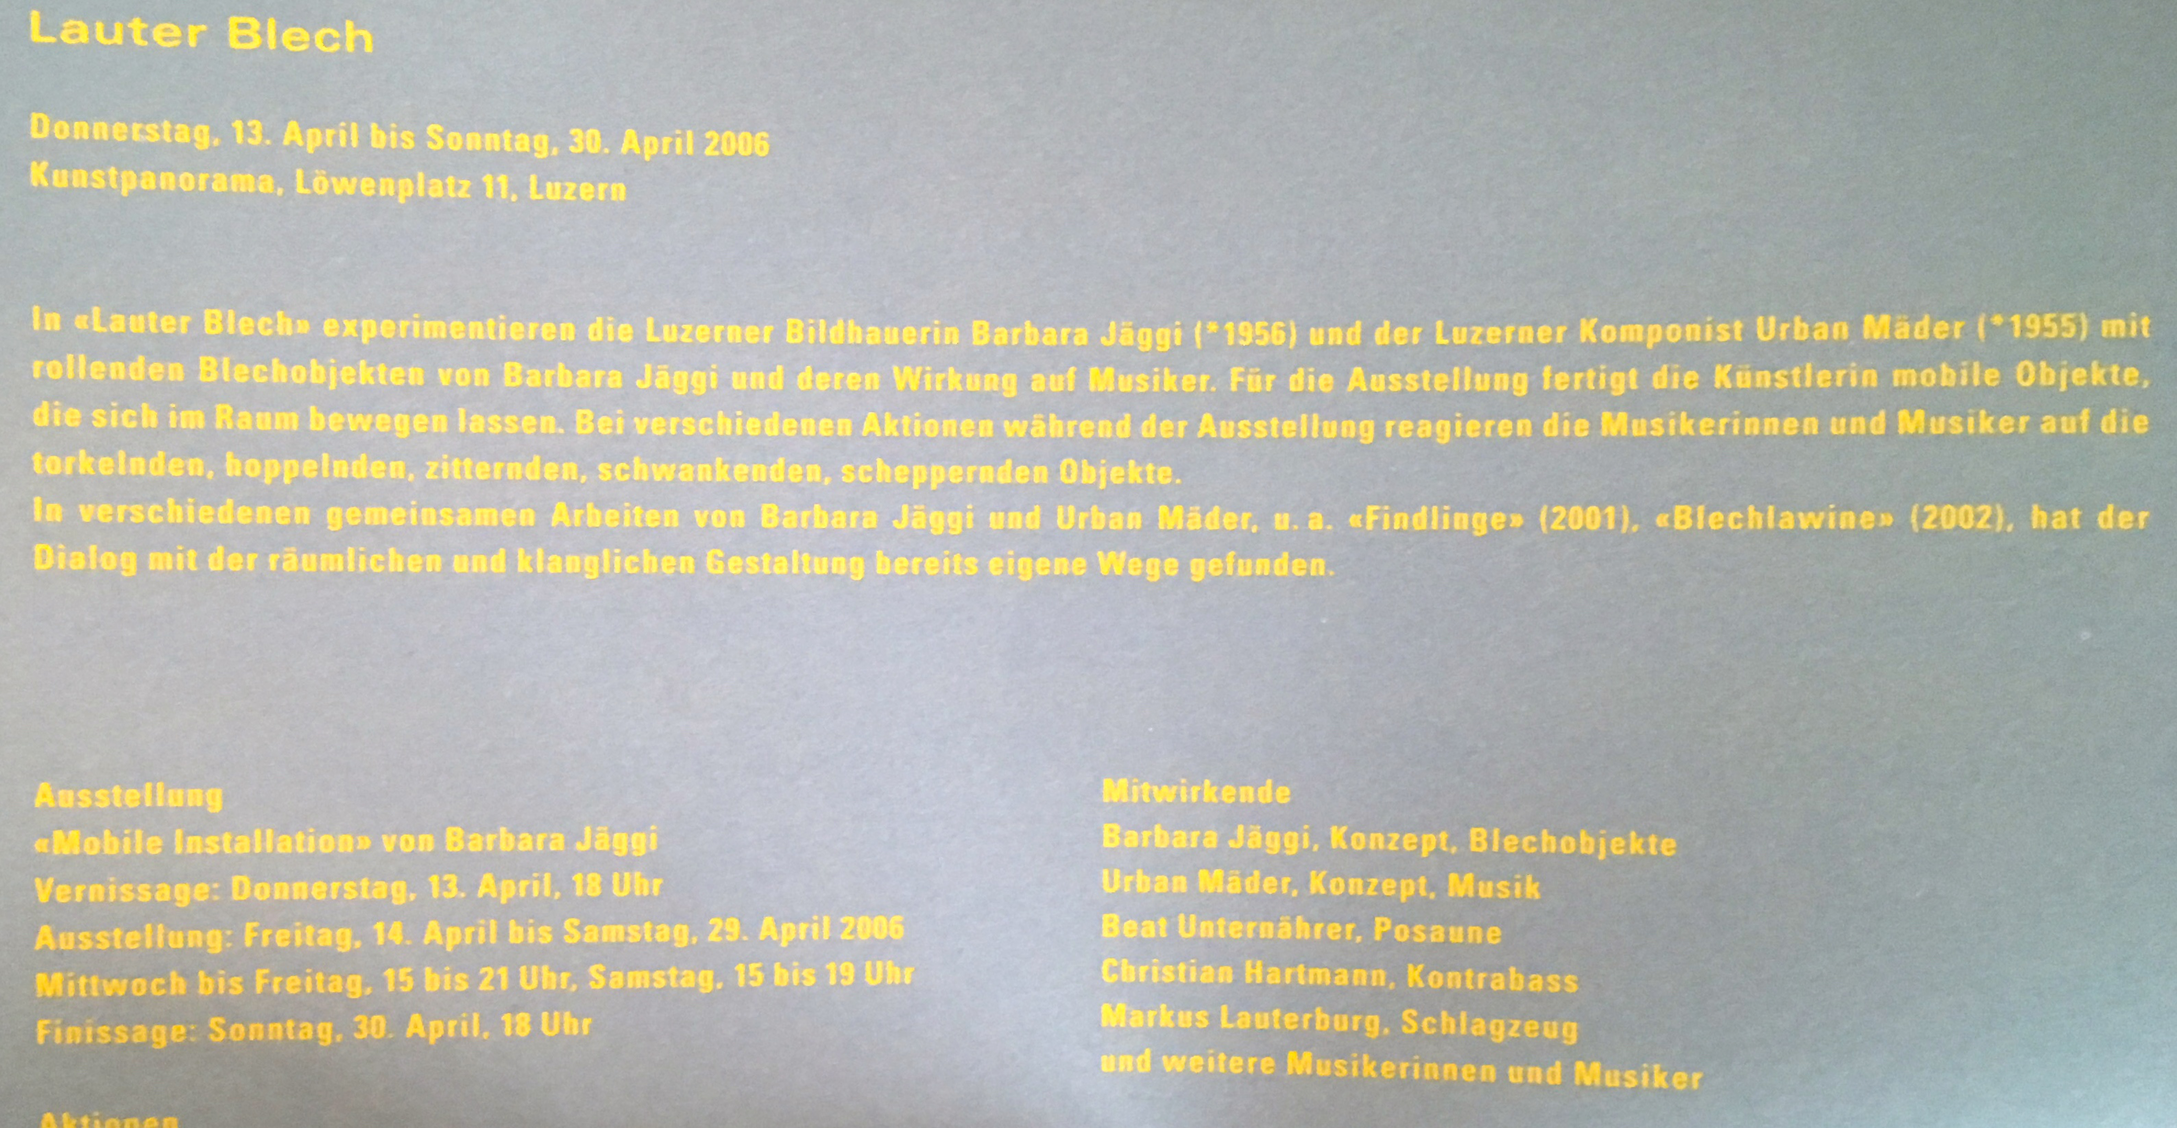 Lauter Blech
Donnerstag, 13. April bis Sonntag, 30. April 2006
Kunstpanorama, Löwenplatz 11, Luzern
In «Lauter Blech» experimentieren die Luzerner Bildhauerin Barbara Jäggi (*1956) und der Luzerner Komponist Urban Mäder (*1955) mit
rollenden Blechobjekten von Barbara Jäggi und deren Wirkung auf Musiker. Für die Ausstellung fertigt die Künstlerin mobile Objekte,
die sich im Raum bewegen lassen. Bei verschiedenen Aktionen während der Ausstellung reagieren die Musikerinnen und Musiker auf die
torkelnden, hoppelnden, zitternden, schwankenden, scheppernden Objekte.
In verschiedenen gemeinsamen Arbeiten von Barbara Jäggi und Urban Mäder, u. a. «Findlinge» (2001), «Blechlawine» (2002), hat der
Dialog mit der räumlichen und klanglichen Gestaltung bereits eigene Wege gefunden.
Ausstellung
«Mobile Installation» von Barbara Jäggi
Vernissage: Donnerstag, 13. April, 18 Uhr
Ausstellung: Freitag, 14. April bis Samstag, 29. April 2006
Mittwoch bis Freitag, 15 bis 21 Uhr, Samstag, 15 bis 19 Uhr
Finissage: Sonntag, 30. April, 18 Uhr
Aktionen
Mitwirkende
Barbara Jäggi, Konzept, Blechobjekte
Urban Mäder, Konzept, Musik
Beat Unternährer, Posaune
Christian Hartmann, Kontrabass
Markus Lauterburg, Schlagzeug
und weitere Musikerinnen und Musiker